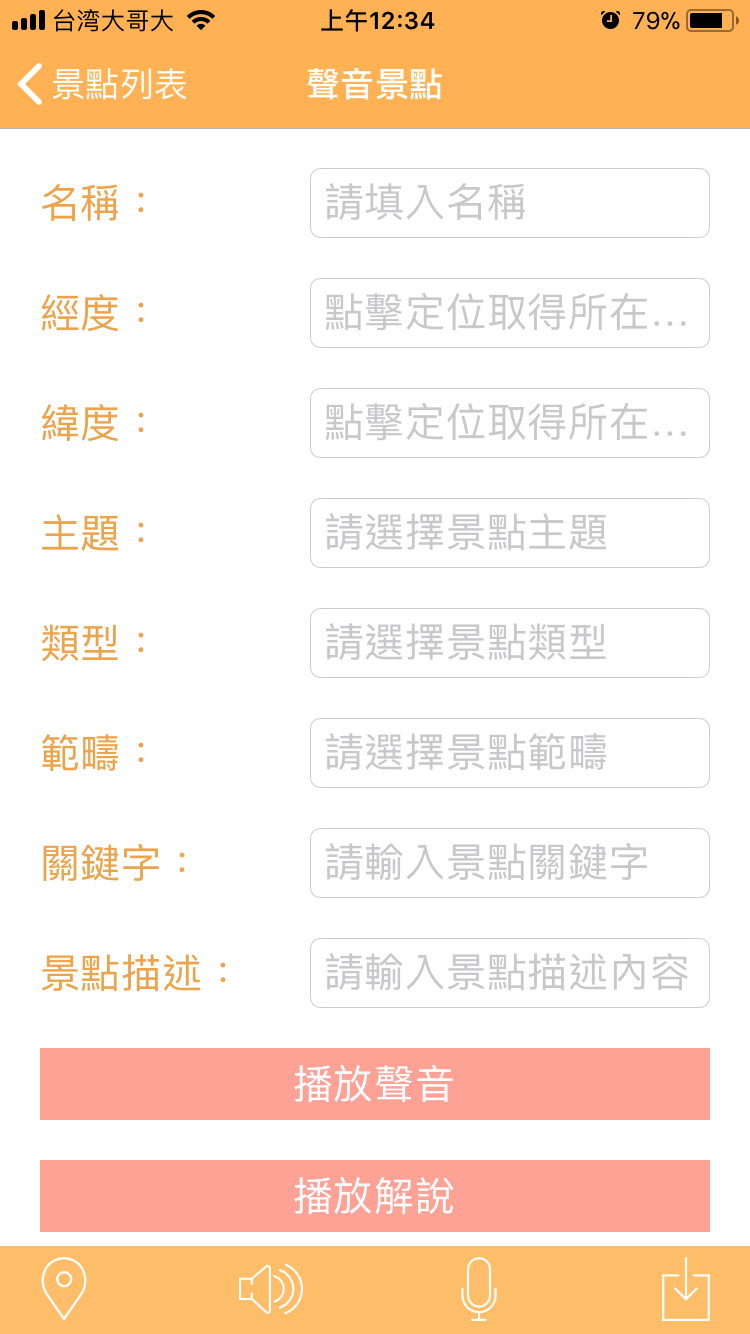 台湾大哥大 上午12:34 79%
景點列表 聲音景點
名稱： 請填入名稱
經度： 點擊定位取得所在...
緯度： 點擊定位取得所在...
主題： 請選擇景點主題
類型： 請選擇景點類型
範疇： 請選擇景點範疇
關鍵字： 請輸入景點關鍵字
景點描述： 請輸入景點描述內容
播放聲音
播放解說